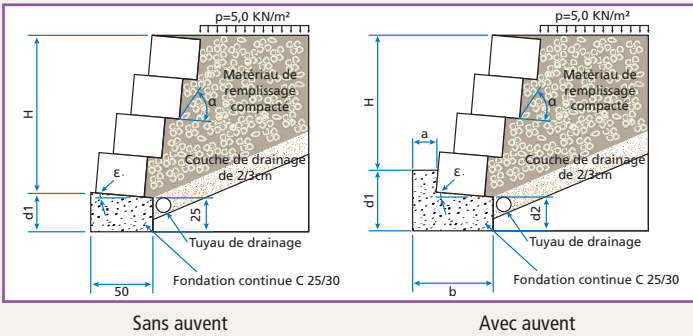 p=5,0 KN/m²
H
Matériau de
remplissage
compacté
α
Couche de drainage
de 2/3cm
ε
d1
25
Tuyau de drainage
50
Fondation continue C 25/30
Sans auvent
p=5,0 KN/m²
H
Matériau de
remplissage
compacté
α
a
Couche de drainage
de 2/3cm
ε
d1
d2
Tuyau de drainage
b
Fondation continue C 25/30
Avec auvent